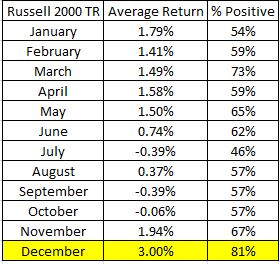 Russell 2000 TR Average Return % Positive
January 1.79% 54%
February 1.41% 59%
March 1.49% 73%
April 1.58% 59%
May 1.50% 65%
June 0.74% 62%
July -0.39% 46%
August 0.37% 57%
September -0.39% 57%
October -0.06% 57%
November 1.94% 67%
December 3.00% 81%